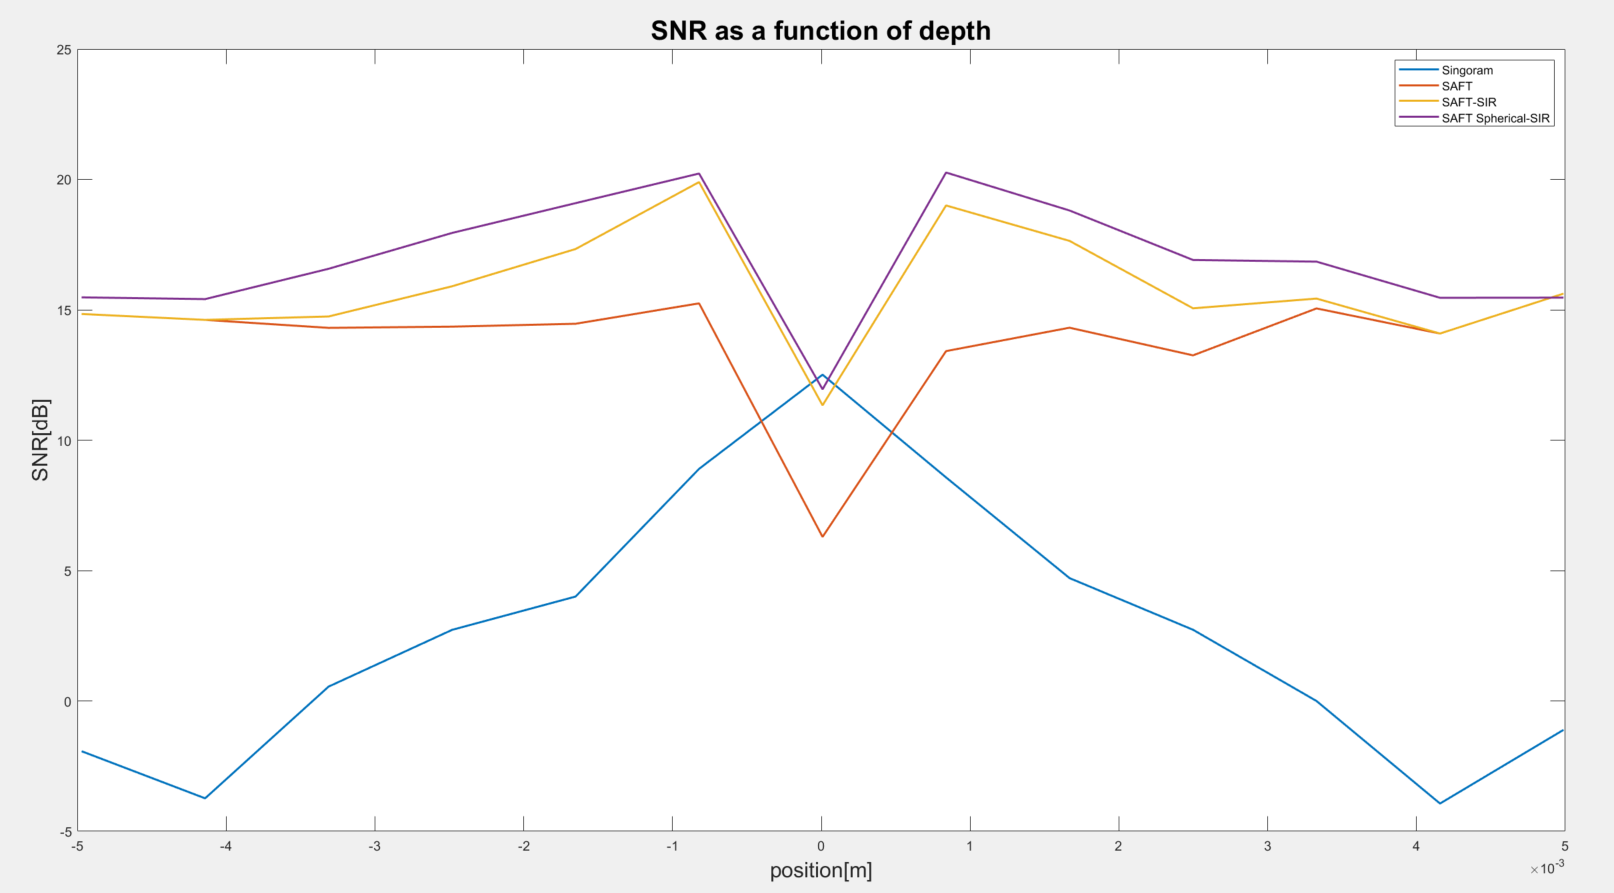 SNR as a function of depth
25
20
15
10
5
0
-5
SNR[dB]
Singoram
SAFT
SAFT-SIR
SAFT Spherical-SIR
-5 -4 -3 -2 -1 0 1 2 3 4 5
position[m]
×10⁻³